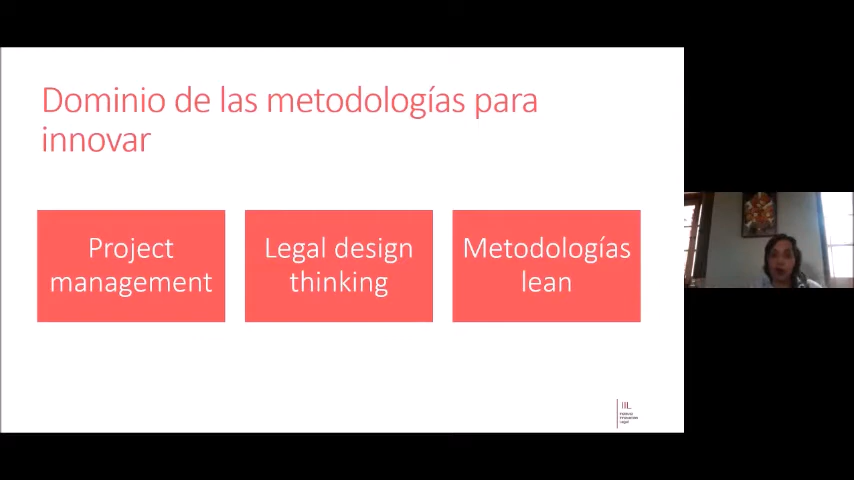 Dominio de las metodologías para
innovar
Project
management
Legal design
thinking
Metodologías
lean